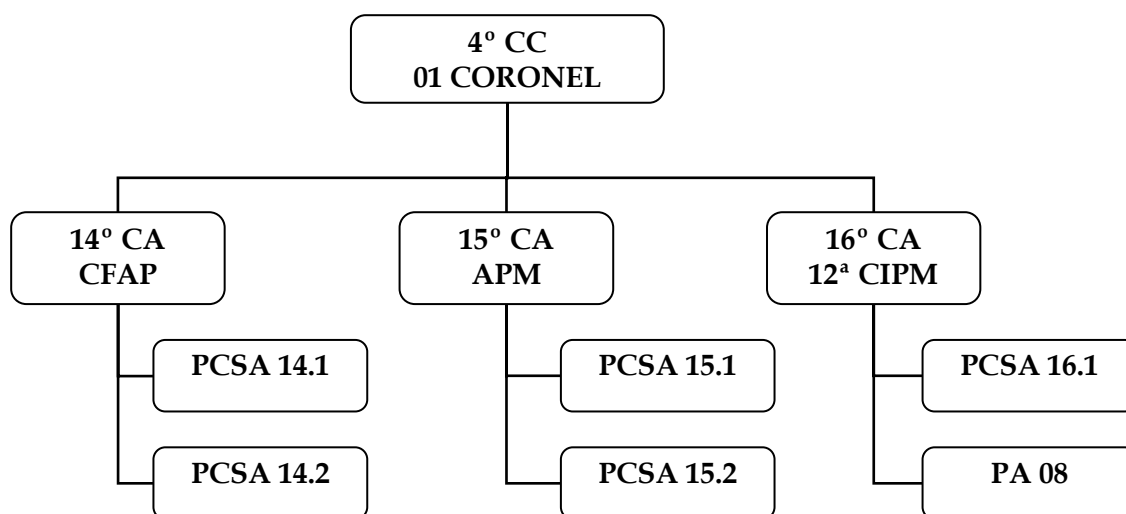 4º CC
01 CORONEL
14º CA
CFAP
15º CA
APM
16º CA
12ª CIPM
PCSA 14.1
PCSA 15.1
PCSA 16.1
PCSA 14.2
PCSA 15.2
PA 08